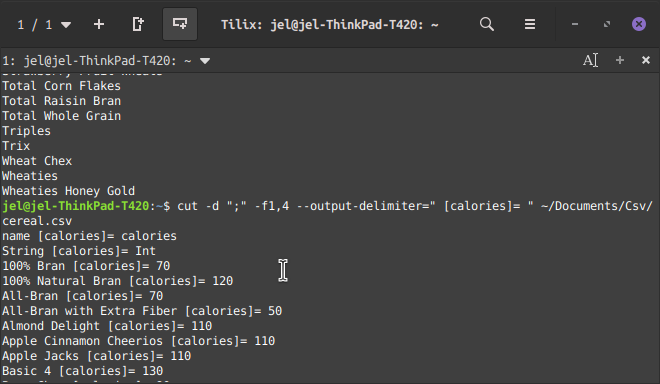 1 / 1
Tilix: jel@jel-ThinkPad-T420: ~
1: jel@jel-ThinkPad-T420: ~
Total Corn Flakes
Total Raisin Bran
Total Whole Grain
Triples
Trix
Wheat Chex
Wheaties
Wheaties Honey Gold
jel@jel-ThinkPad-T420:~$ cut -d ";" -f1,4 --output-delimiter=" [calories]= " ~/Documents/Csv/
cereal.csv
name [calories]= calories
String [calories]= Int
100% Bran [calories]= 70
100% Natural Bran [calories]= 120
All-Bran [calories]= 70
All-Bran with Extra Fiber [calories]= 50
Almond Delight [calories]= 110
Apple Cinnamon Cheerios [calories]= 110
Apple Jacks [calories]= 110
Basic 4 [calories]= 130